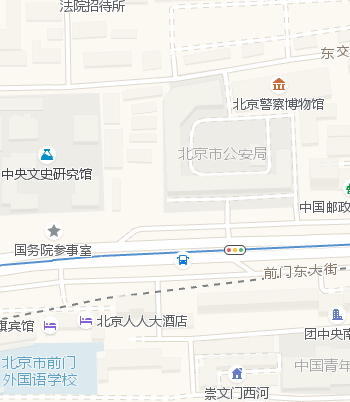 法院招待所
东交
北京警察博物馆
北京市公安局
中央文史研究馆
中国邮政
国务院参事室
前门东大街
旗宾馆
北京人人大酒店
团中央南
北京市前门
外国语学校
中国青年
崇文门西河